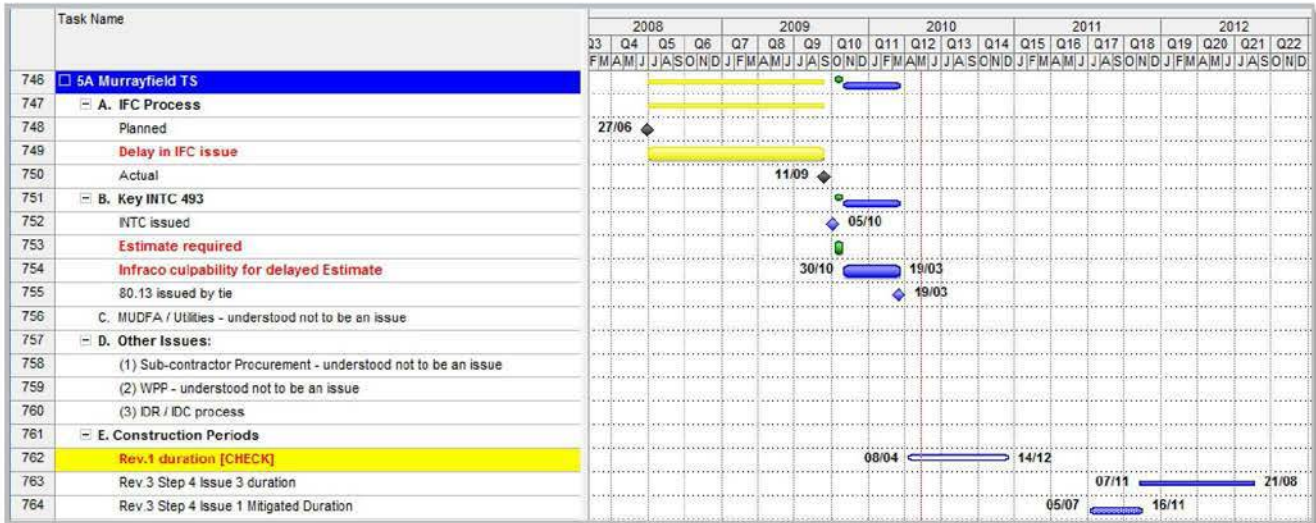 Task Name
2008 2009 2010 2011 2012
Q3 Q4 Q5 Q6 Q7 Q8 Q9 Q10 Q11 Q12 Q13 Q14 Q15 Q16 Q17 Q18 Q19 Q20 Q21 Q22
F M A M J J A S O N D J F M A M J J A S O N D J F M A M J J A S O N D J F M A M J J A S O N D J F M A M J J A S O N D
746 5A Murrayfield TS
747 A. IFC Process
748 Planned 27/06
749 Delay in IFC issue
750 Actual 11/09
751 B. Key INTC 493
752 INTC issued 05/10
753 Estimate required
754 Infraco culpability for delayed Estimate 30/10 19/03
755 80.13 issued by tie 19/03
756 C. MUDFA / Utilities - understood not to be an issue
757 D. Other Issues:
758 (1) Sub-contractor Procurement - understood not to be an issue
759 (2) WPP - understood not to be an issue
760 (3) IDR / IDC process
761 E. Construction Periods
762 Rev.1 duration [CHECK] 08/04 14/12
763 Rev.3 Step 4 Issue 3 duration 07/11 21/08
764 Rev.3 Step 4 Issue 1 Mitigated Duration 05/07 16/11